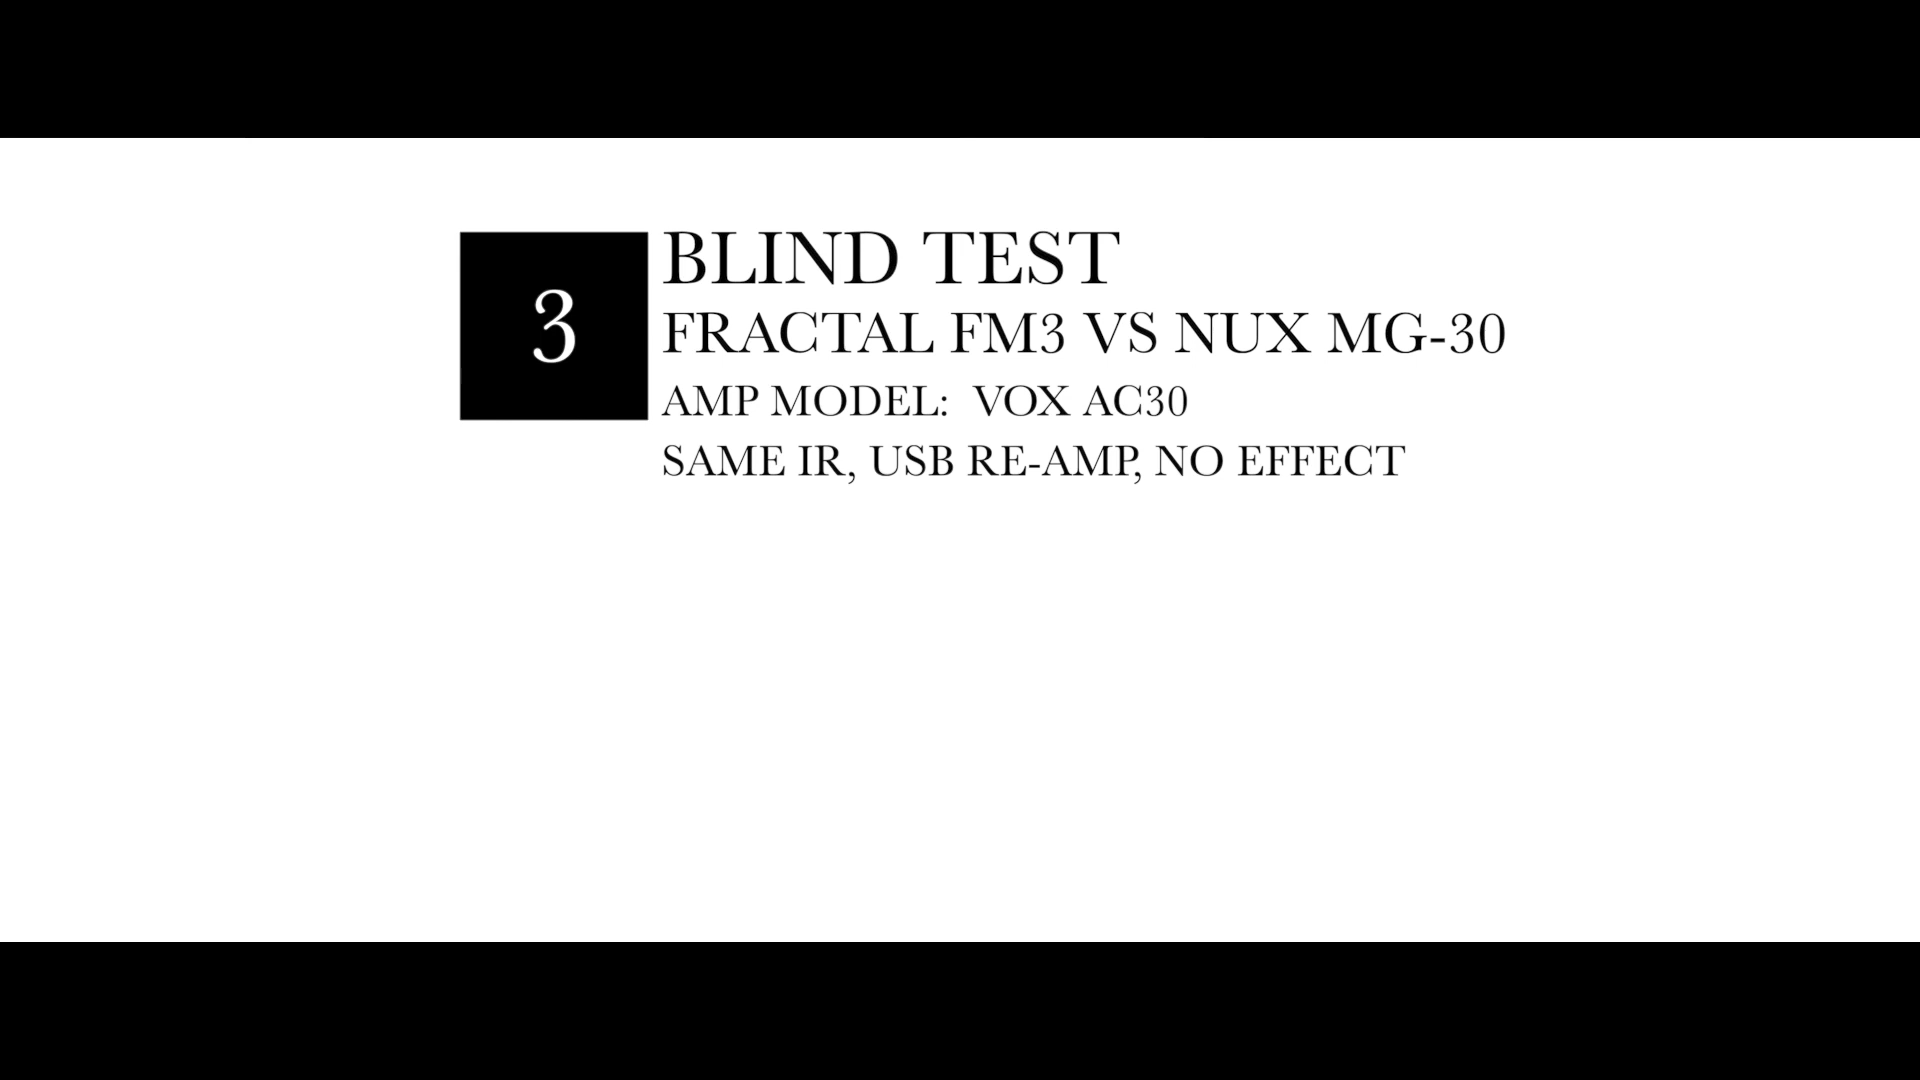 3
BLIND TEST
FRACTAL FM3 VS NUX MG-30
AMP MODEL: VOX AC30
SAME IR, USB RE-AMP, NO EFFECT